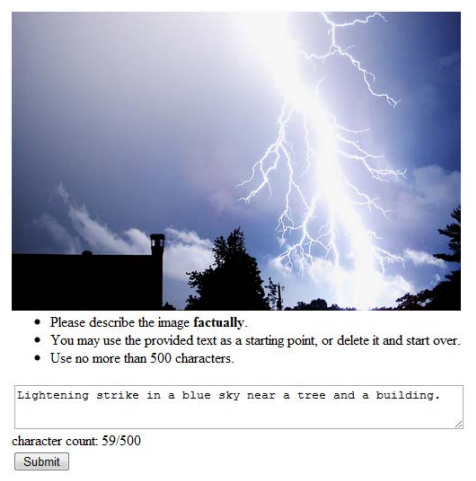 Please describe the image factually.
You may use the provided text as a starting point, or delete it and start over.
Use no more than 500 characters.
Lightening strike in a blue sky near a tree and a building.
character count: 59/500
Submit